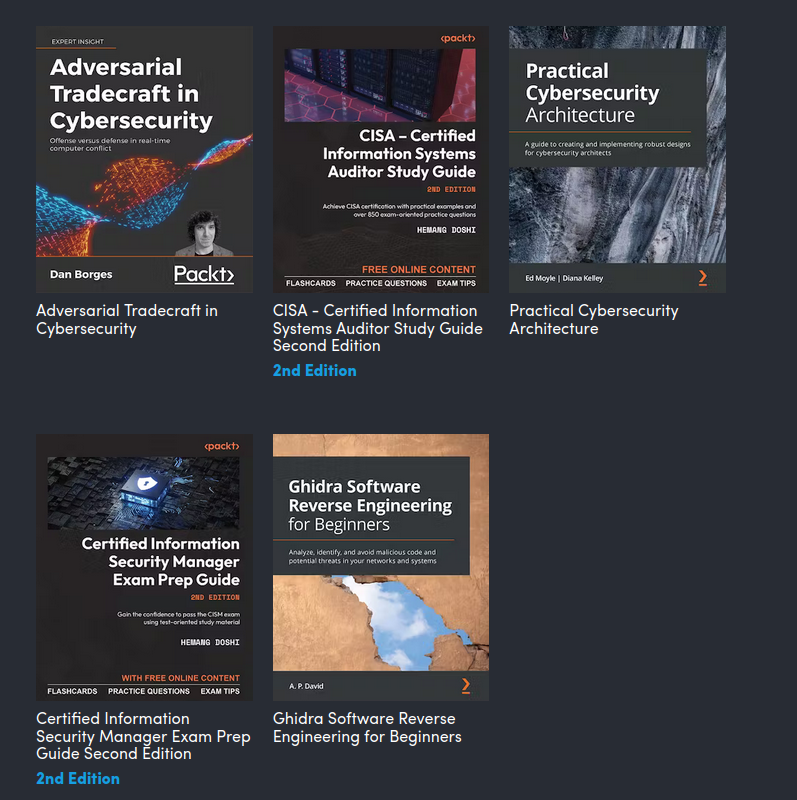 EXPERT INSIGHT
Adversarial
Tradecraft in
Cybersecurity
Offense versus defense in real-time
computer conflict
Dan Borges
Packt>
Adversarial Tradecraft in
Cybersecurity
<packt>
CISA – Certified
Information Systems
Auditor Study Guide
2ND EDITION
Achieve CISA certification with practical examples and
over 850 exam-oriented practice questions
HEMANG DOSHI
FREE ONLINE CONTENT
FLASHCARDS PRACTICE QUESTIONS EXAM TIPS
CISA - Certified Information
Systems Auditor Study Guide
Second Edition
2nd Edition
Practical
Cybersecurity
Architecture
A guide to creating and implementing robust designs
for cybersecurity architects
Ed Moyle | Diana Kelley
Practical Cybersecurity
Architecture
<packt>
Certified Information
Security Manager
Exam Prep Guide
2ND EDITION
Gain the confidence to pass the CISM exam
using test-oriented study material
HEMANG DOSHI
WITH FREE ONLINE CONTENT
FLASHCARDS PRACTICE QUESTIONS EXAM TIPS
Certified Information
Security Manager Exam Prep
Guide Second Edition
2nd Edition
Ghidra Software
Reverse Engineering
for Beginners
Analyze, identify, and avoid malicious code and
potential threats in your networks and systems
A. P. David
Ghidra Software Reverse
Engineering for Beginners